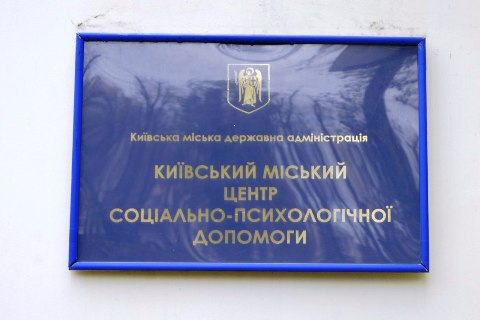 Київська міська державна адміністрація
КИЇВСЬКИЙ МІСЬКИЙ
ЦЕНТР
СОЦІАЛЬНО-ПСИХОЛОГІЧНОЇ
ДОПОМОГИ